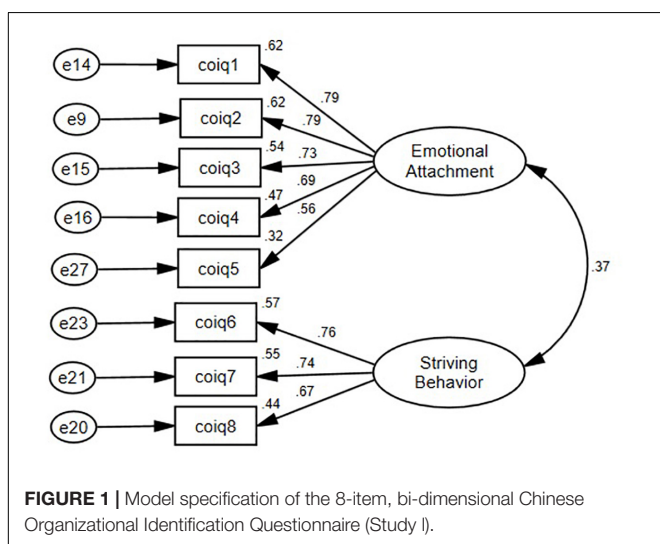 e14 coiq1 .62
.79
e9 coiq2 .62
.79
e15 coiq3 .54
.73
e16 coiq4 .47
.69
e27 coiq5 .32
.56
Emotional
Attachment
.37
e23 coiq6 .57
.76
e21 coiq7 .55
.74
e20 coiq8 .44
.67
Striving
Behavior
FIGURE 1 | Model specification of the 8-item, bi-dimensional Chinese
Organizational Identification Questionnaire (Study I).